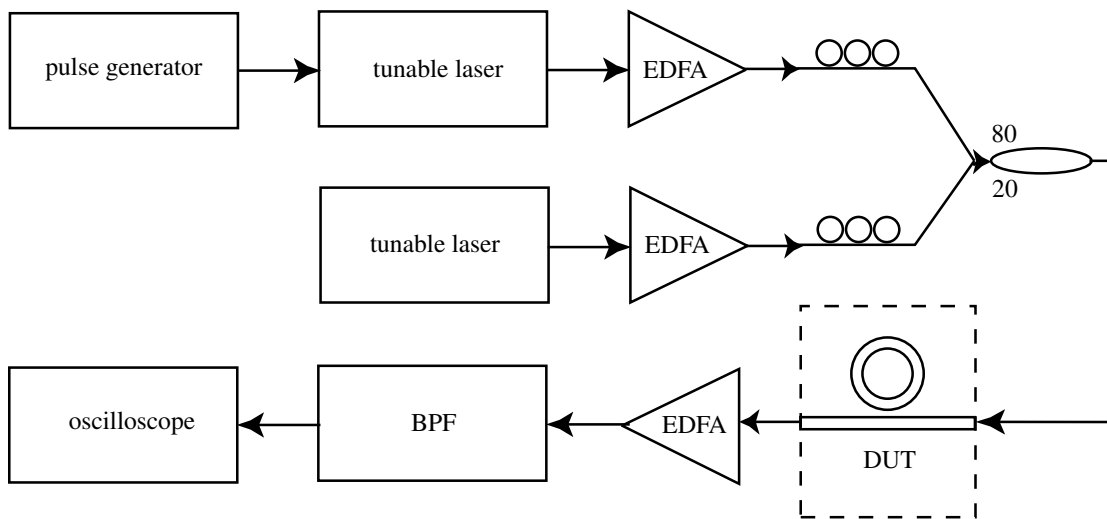 pulse generator
tunable laser
EDFA
80
20
tunable laser
EDFA
oscilloscope
BPF
EDFA
DUT